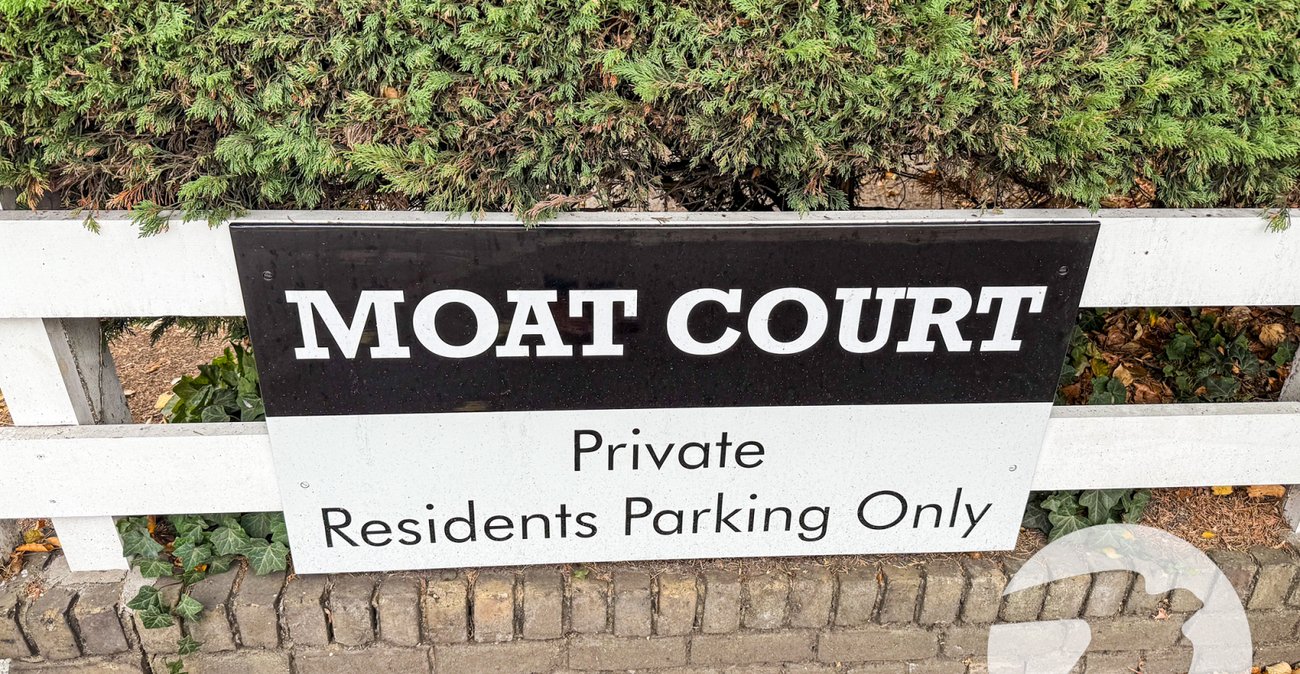 MOAT COURT
Private
Residents Parking Only